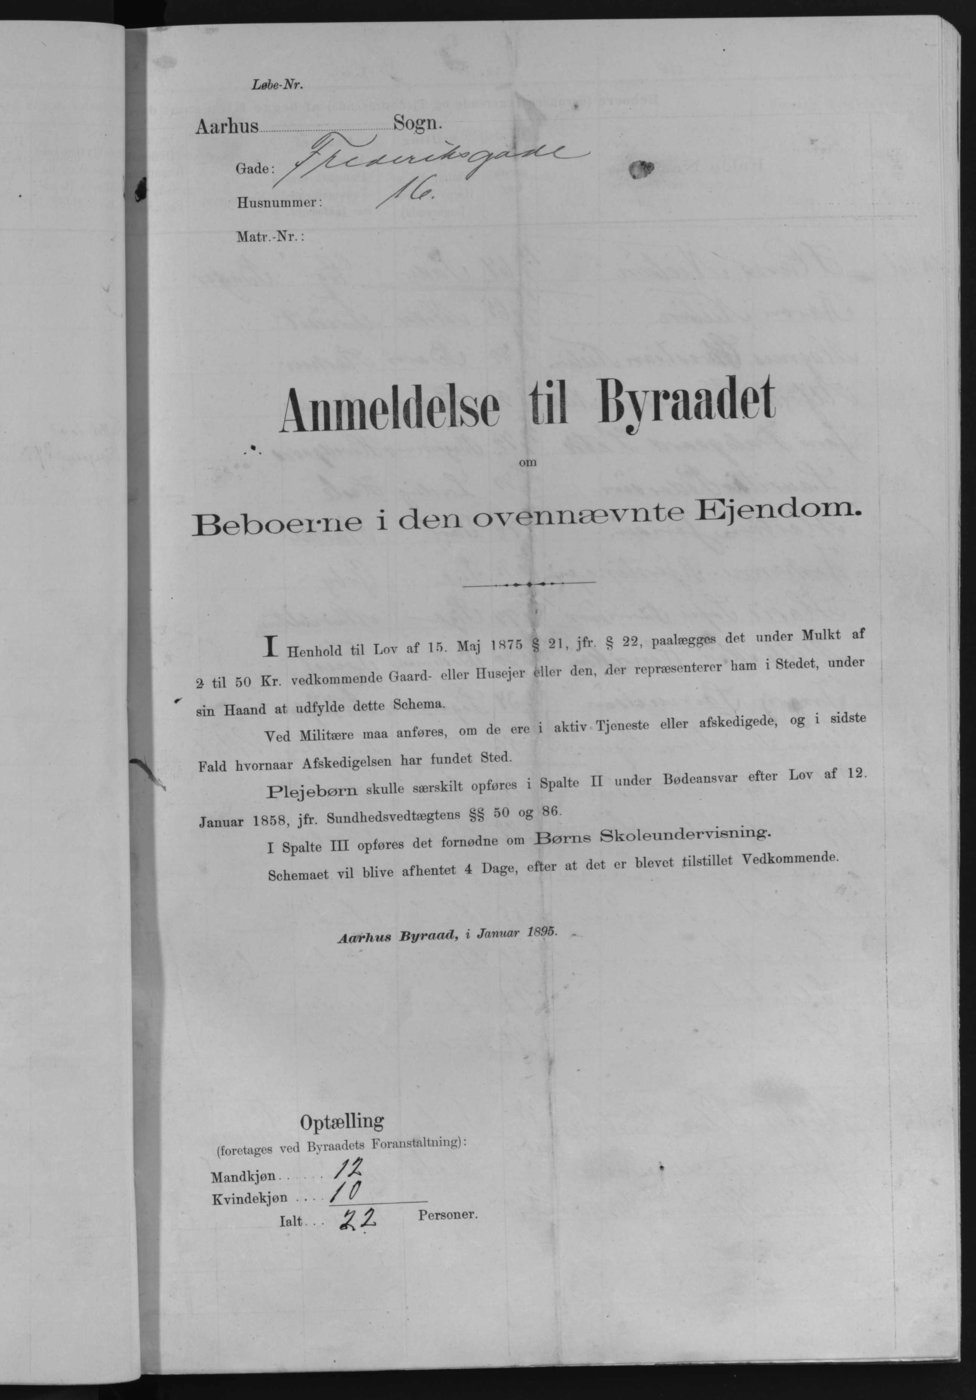 Løbe-Nr.
Aarhus Sogn.
Gade: Frederiksgade
Husnummer: 16.
Matr.-Nr.:
Anmeldelse til Byraadet
om
Beboerne i den ovennævnte Ejendom.
I Henhold til Lov af 15. Maj 1875 § 21, jfr. § 22, paalægges det under Mulkt af
2 til 50 Kr. vedkommende Gaard- eller Husejer eller den, der repræsenterer ham i Stedet, under
sin Haand at udfylde dette Schema.
Ved Militære maa anføres, om de ere i aktiv Tjeneste eller afskedigede, og i sidste
Fald hvornaar Afskedigelsen har fundet Sted.
Plejebørn skulle særskilt opføres i Spalte II under Bødeansvar efter Lov af 12.
Januar 1858, jfr. Sundhedsvedtægtens §§ 50 og 86.
I Spalte III opføres det fornødne om Børns Skoleundervisning.
Schemaet vil blive afhentet 4 Dage, efter at det er blevet tilstillet Vedkommende.
Aarhus Byraad, i Januar 1895.
Optælling
(foretages ved Byraadets Foranstaltning):
Mandkjøn...... 12
Kvindekjøn.... 10
Ialt... 22 Personer.